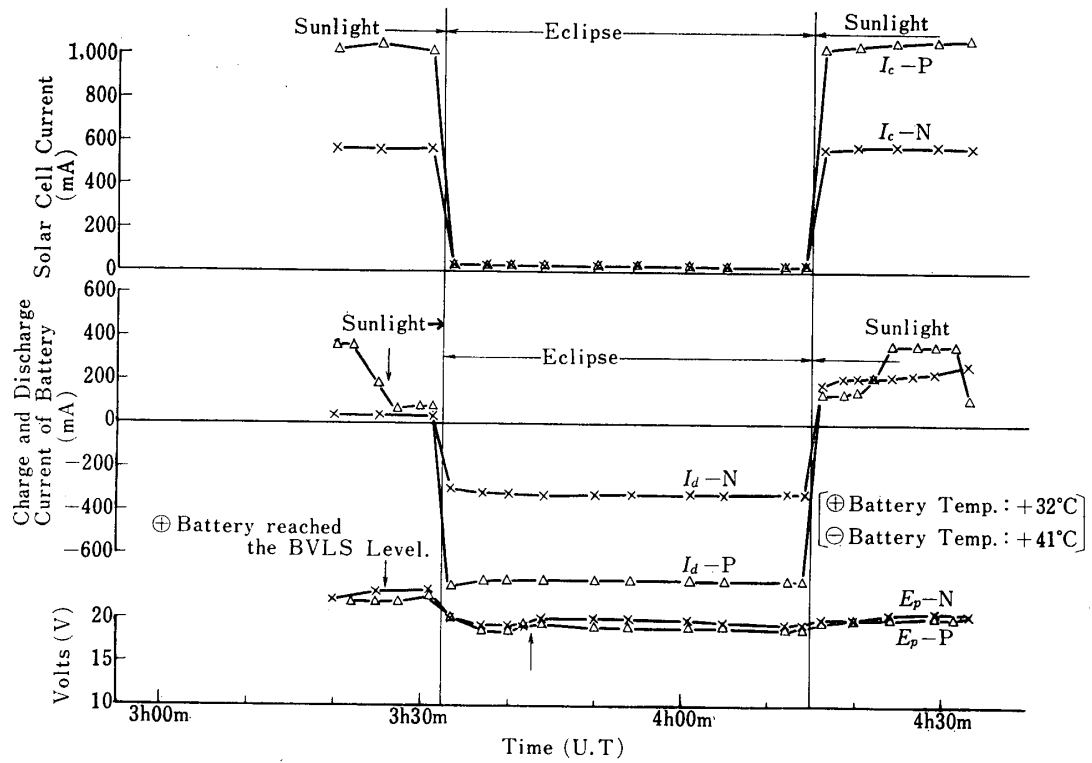 Sunlight
Eclipse
Sunlight
1,000
800
600
400
200
0
Solar Cell Current
(mA)
I_c－P
I_c－N
600
400
200
0
−200
−400
−600
Charge and Discharge
Current of Battery
(mA)
Sunlight→
Eclipse
Sunlight
I_d－N
I_d－P
⊕ Battery Temp.: +32°C
⊖ Battery Temp.: +41°C
⊕ Battery reached
the BVLS Level.
20
15
10
Volts (V)
E_p－N
E_p－P
3h00m
3h30m
4h00m
4h30m
Time (U.T)